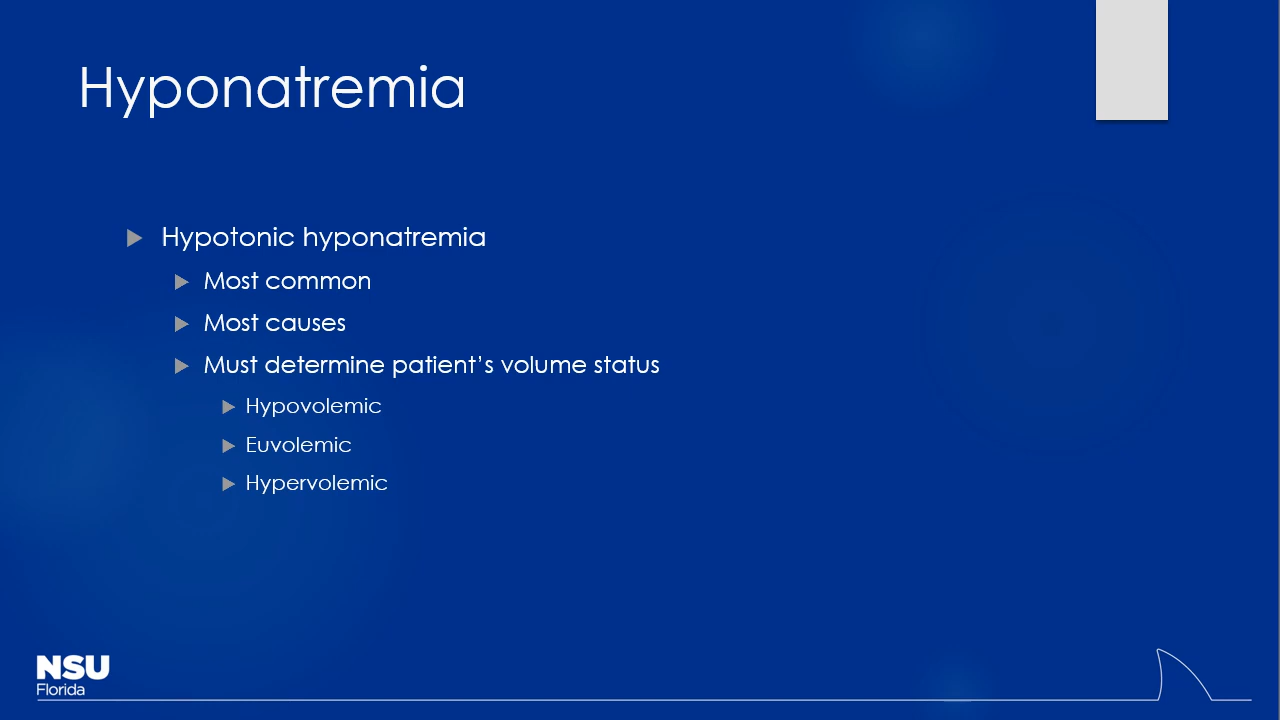 Hyponatremia
Hypotonic hyponatremia
Most common
Most causes
Must determine patient’s volume status
Hypovolemic
Euvolemic
Hypervolemic
NSU
Florida